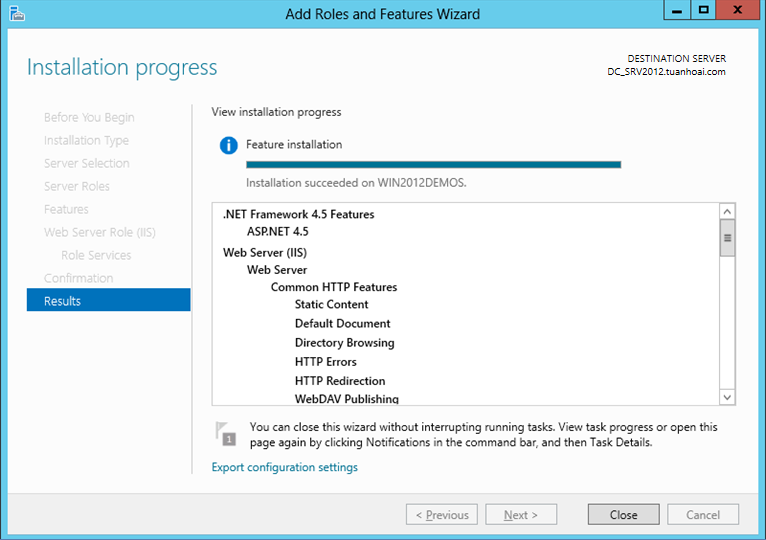 Add Roles and Features Wizard
Installation progress
DESTINATION SERVER
DC_SRV2012.tuanhoai.com
Before You Begin
Installation Type
Server Selection
Server Roles
Features
Web Server Role (IIS)
Role Services
Confirmation
Results
View installation progress
Feature installation
Installation succeeded on WIN2012DEMOS.
.NET Framework 4.5 Features
ASP.NET 4.5
Web Server (IIS)
Web Server
Common HTTP Features
Static Content
Default Document
Directory Browsing
HTTP Errors
HTTP Redirection
WebDAV Publishing
1
You can close this wizard without interrupting running tasks. View task progress or open this
page again by clicking Notifications in the command bar, and then Task Details.
Export configuration settings
< Previous
Next >
Close
Cancel